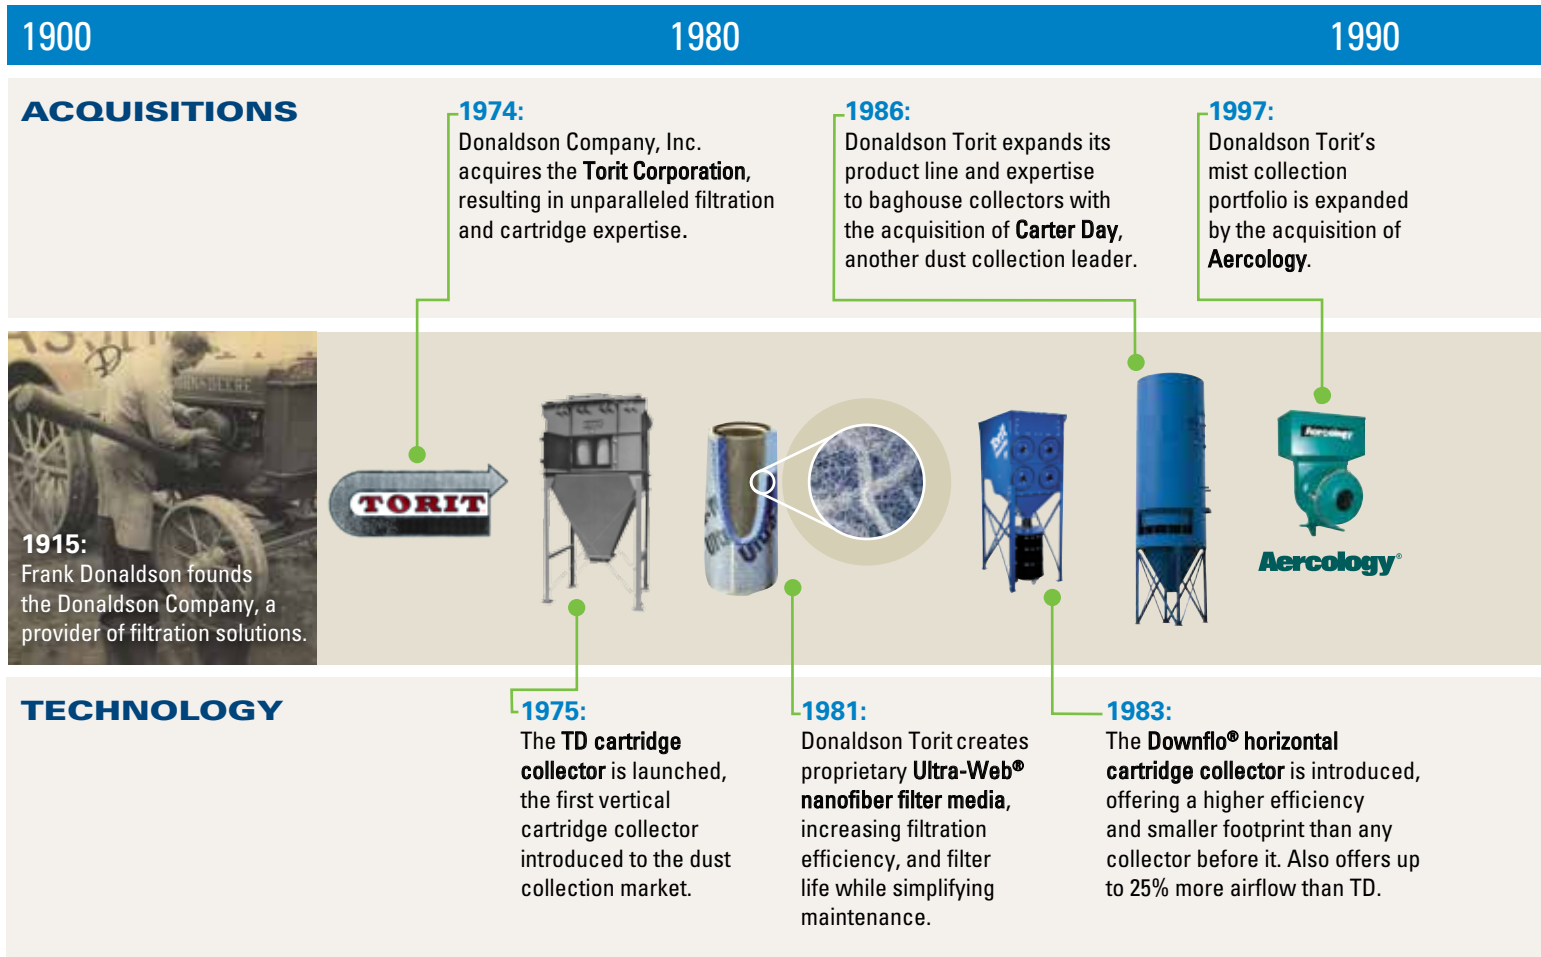 1900
1980
1990
ACQUISITIONS
1974:
Donaldson Company, Inc.
acquires the Torit Corporation,
resulting in unparalleled filtration
and cartridge expertise.
1986:
Donaldson Torit expands its
product line and expertise
to baghouse collectors with
the acquisition of Carter Day,
another dust collection leader.
1997:
Donaldson Torit’s
mist collection
portfolio is expanded
by the acquisition of
Aercology.
1915:
Frank Donaldson founds
the Donaldson Company, a
provider of filtration solutions.
TORIT
Aercology
Aercology®
TECHNOLOGY
1975:
The TD cartridge
collector is launched,
the first vertical
cartridge collector
introduced to the dust
collection market.
1981:
Donaldson Torit creates
proprietary Ultra-Web®
nanofiber filter media,
increasing filtration
efficiency, and filter
life while simplifying
maintenance.
1983:
The Downflo® horizontal
cartridge collector is introduced,
offering a higher efficiency
and smaller footprint than any
collector before it. Also offers up
to 25% more airflow than TD.